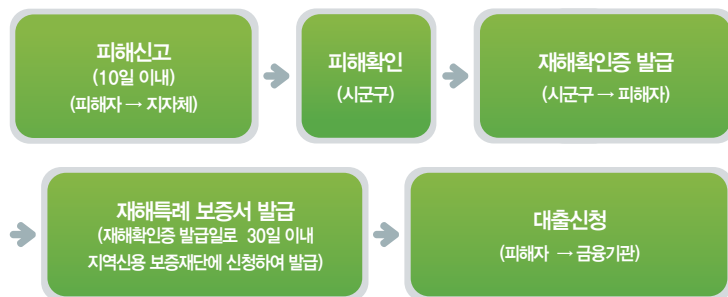 피해신고
(10일 이내)
(피해자 → 지자체)
피해확인
(시군구)
재해확인증 발급
(시군구 → 피해자)
재해특례 보증서 발급
(재해확인증 발급일로 30일 이내
지역신용 보증재단에 신청하여 발급)
대출신청
(피해자 → 금융기관)